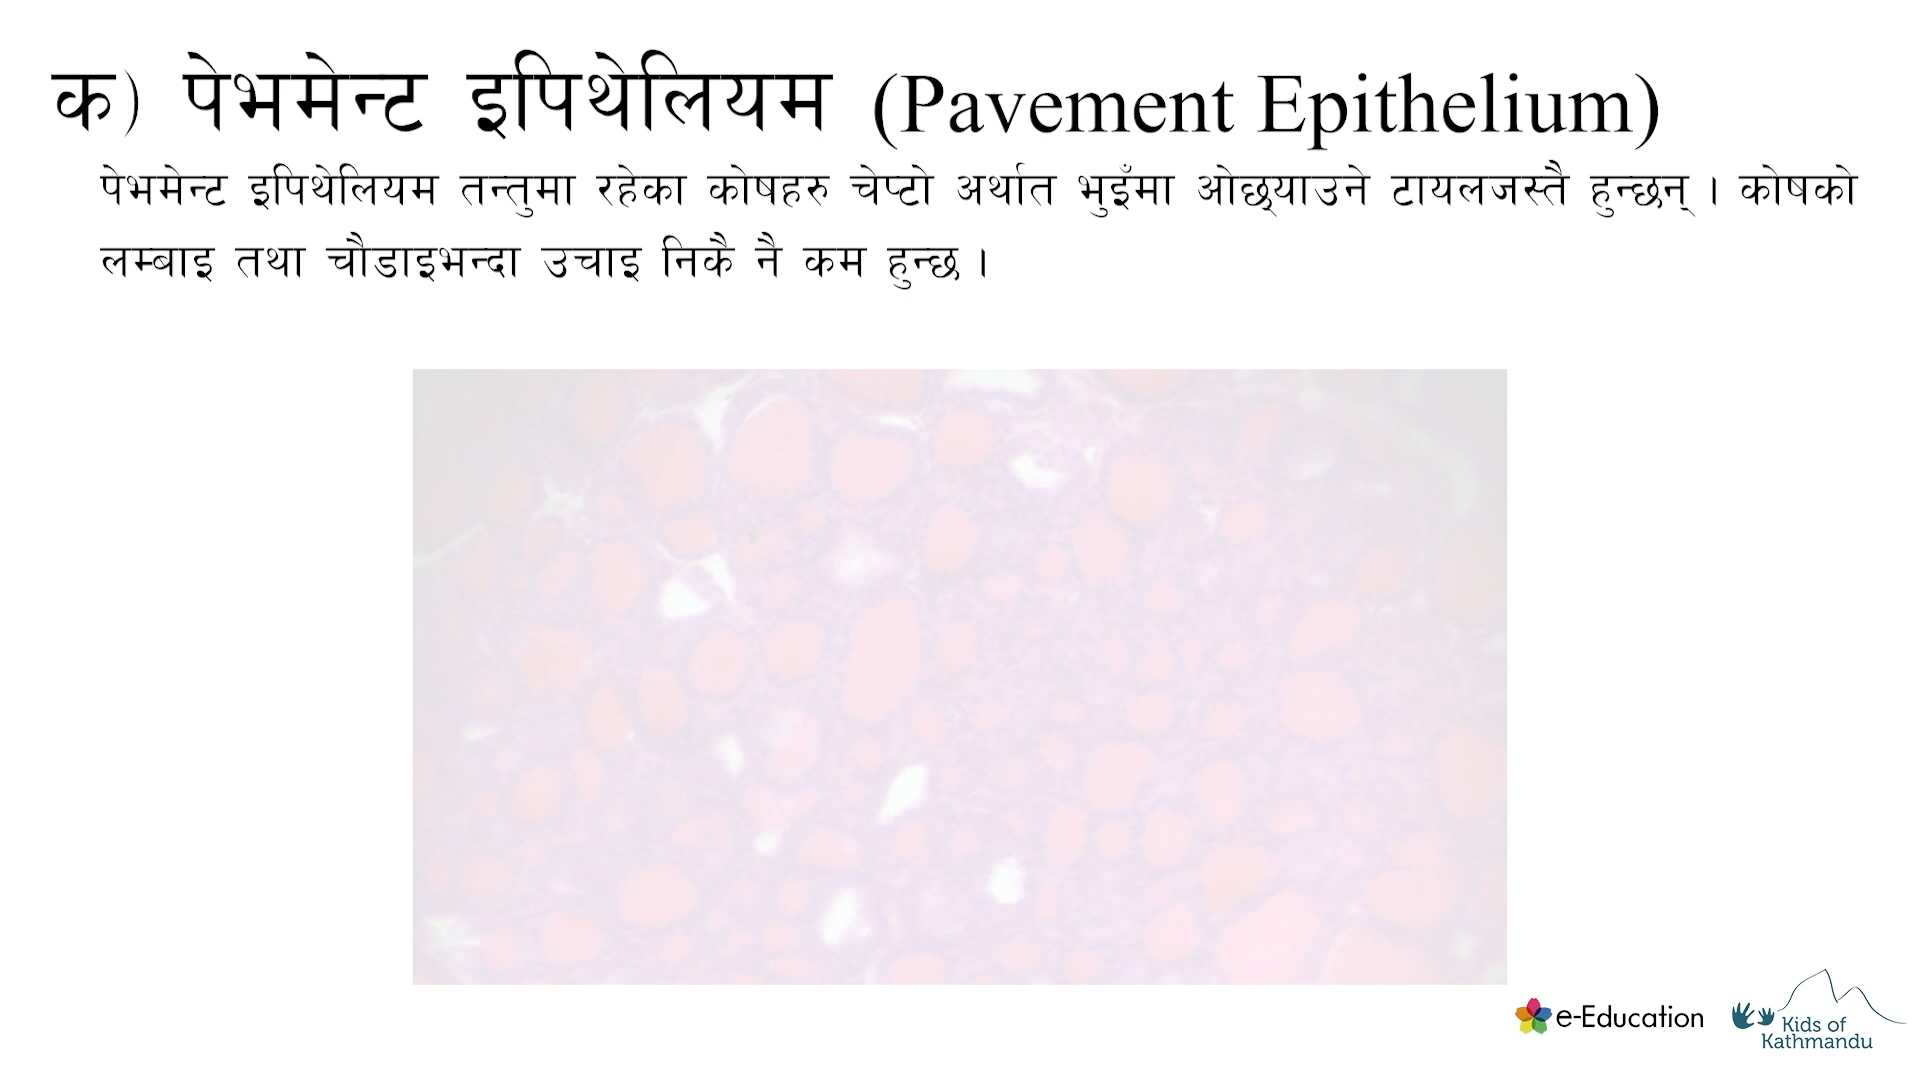 क) पेभमेन्ट इपिथेलियम (Pavement Epithelium)
पेभमेन्ट इपिथेलियम तन्तुमा रहेका कोषहरु चेप्टो अर्थात भुइँमा ओछ्याउने टायलजस्तै हुन्छन् । कोषको
लम्बाइ तथा चौडाइभन्दा उचाइ निकै नै कम हुन्छ ।
e-Education
Kids of
Kathmandu